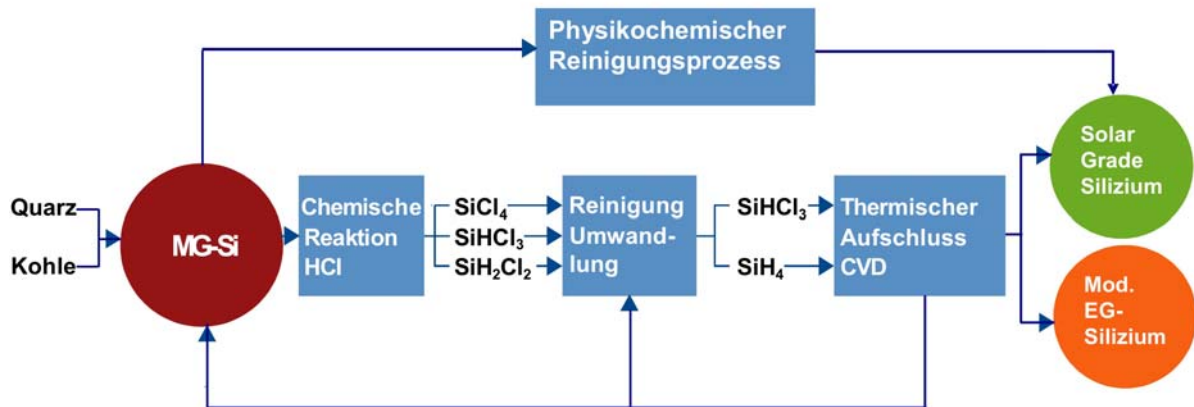 Physikochemischer
Reinigungsprozess
Solar
Grade
Silizium
Quarz
Kohle
MG-Si
Chemische
Reaktion
HCl
SiCl₄
SiHCl₃
SiH₂Cl₂
Reinigung
Umwand-
lung
SiHCl₃
SiH₄
Thermischer
Aufschluss
CVD
Mod.
EG-
Silizium